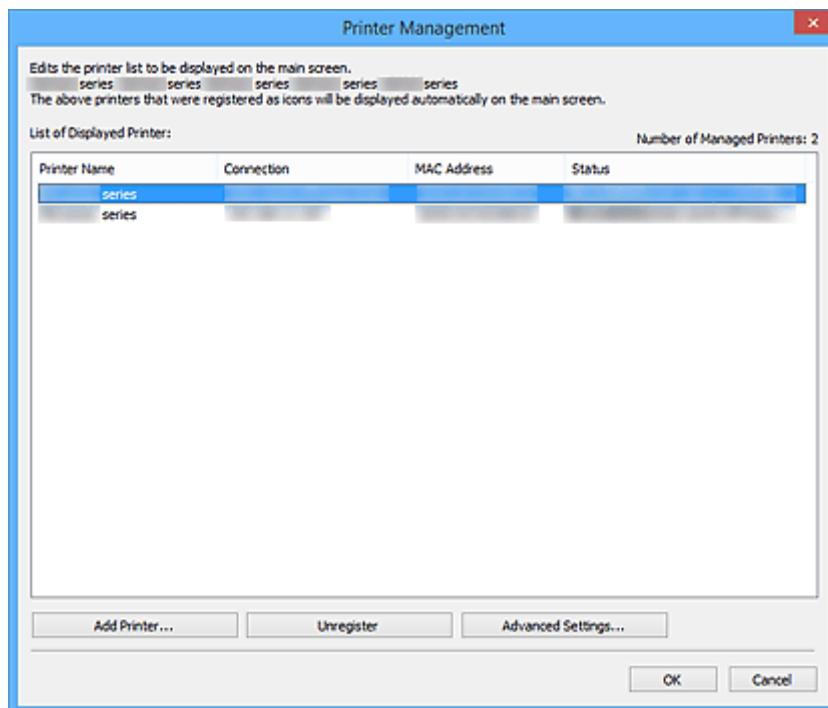 Printer Management
Edits the printer list to be displayed on the main screen.
series series series series series
The above printers that were registered as icons will be displayed automatically on the main screen.
List of Displayed Printer:
Number of Managed Printers: 2
Printer Name Connection MAC Address Status
series
series
Add Printer... Unregister Advanced Settings...
OK Cancel